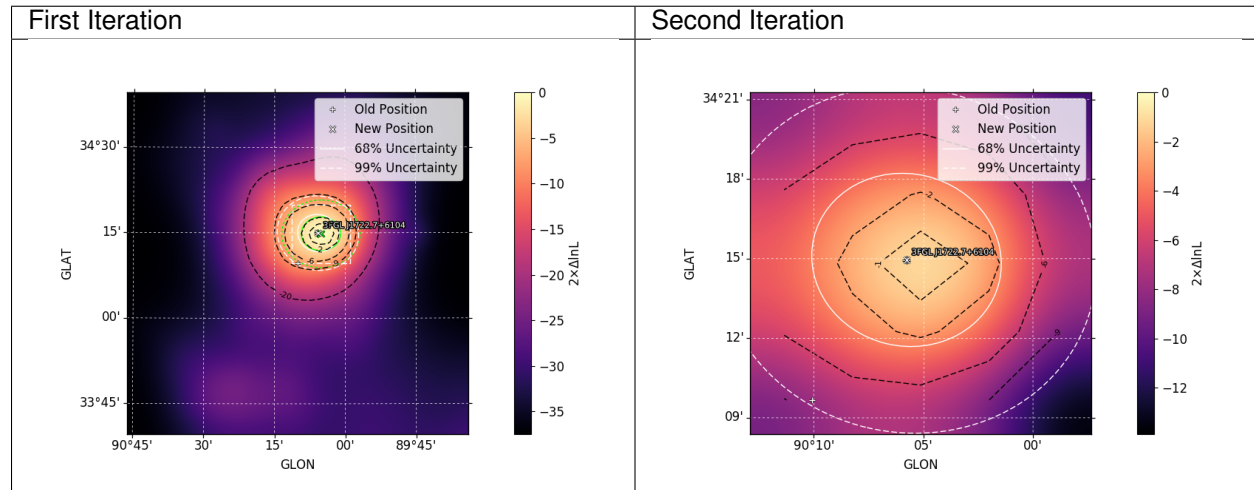 First Iteration
Second Iteration
Old Position
New Position
68% Uncertainty
99% Uncertainty
3FGL J1722.7+6104
-20
34°30'
15'
00'
33°45'
90°45'
30'
15'
00'
89°45'
GLON
GLAT
0
−5
−10
−15
−20
−25
−30
−35
2×ΔlnL
Old Position
New Position
68% Uncertainty
99% Uncertainty
3FGL J1722.7+6104
-1
-2
-6
-9
34°21'
18'
15'
12'
09'
90°10'
05'
00'
GLON
GLAT
0
−2
−4
−6
−8
−10
−12
2×ΔlnL